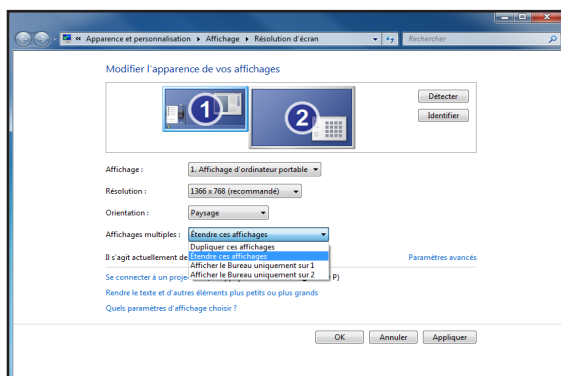 « Apparence et personnalisation ▸ Affichage ▸ Résolution d'écran
Rechercher
Modifier l'apparence de vos affichages
1
2
Détecter
Identifier
Affichage : 1. Affichage d'ordinateur portable
Résolution : 1366 x 768 (recommandé)
Orientation : Paysage
Affichages multiples : Étendre ces affichages
Dupliquer ces affichages
Il s'agit actuellement de
Étendre ces affichages
Paramètres avancés
Afficher le Bureau uniquement sur 1
Se connecter à un proje
Afficher le Bureau uniquement sur 2
P)
Rendre le texte et d'autres éléments plus petits ou plus grands
Quels paramètres d'affichage choisir ?
OK Annuler Appliquer